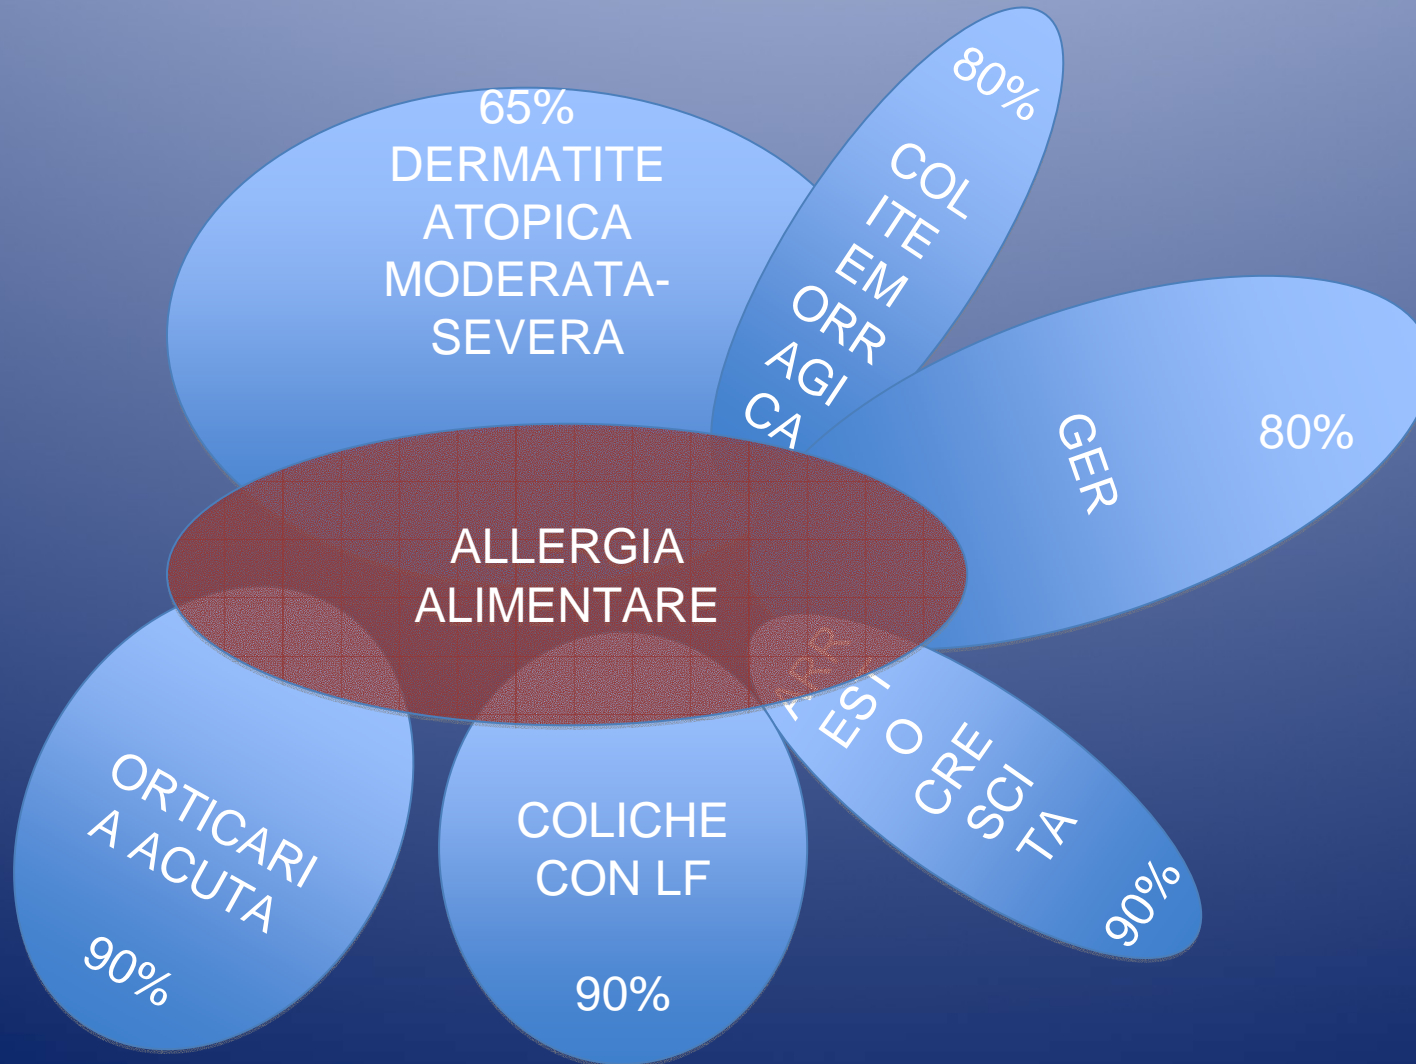 65%
DERMATITE
ATOPICA
MODERATA-
SEVERA
80%
COL
ITE
EM
ORR
AGI
CA
GER
80%
ALLERGIA
ALIMENTARE
ARR
EST
O
CRE
SCI
TA
90%
COLICHE
CON LF
90%
ORTICARI
A ACUTA
90%